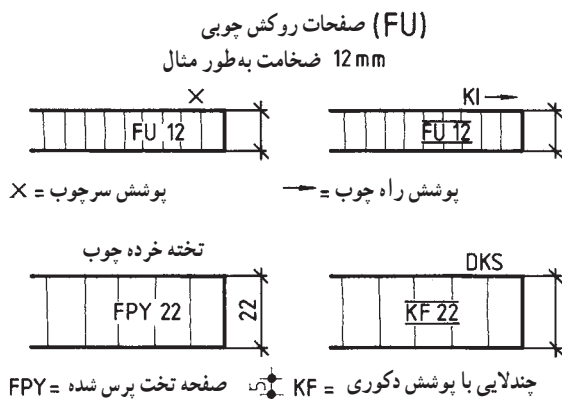 صفحات روکش چوبی (FU)
ضخامت به‌طور مثال 12 mm
× KI →
FU 12 FU 12
× = پوشش سرچوب → = پوشش راه چوب
تخته خرده چوب
DKS
FPY 22 22 KF 22
FPY = صفحه تخت پرس شده 5 KF = چندلایی با پوشش دکوری